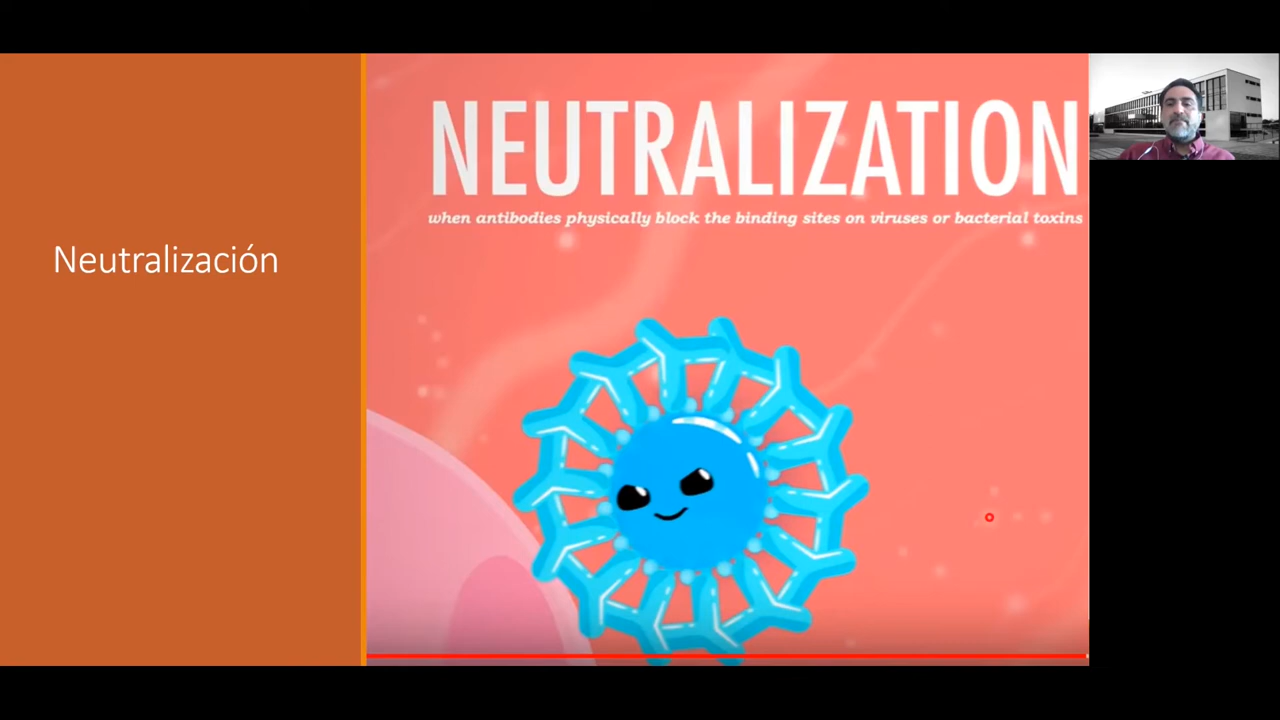 Neutralización
NEUTRALIZATION
when antibodies physically block the binding sites on viruses or bacterial toxins